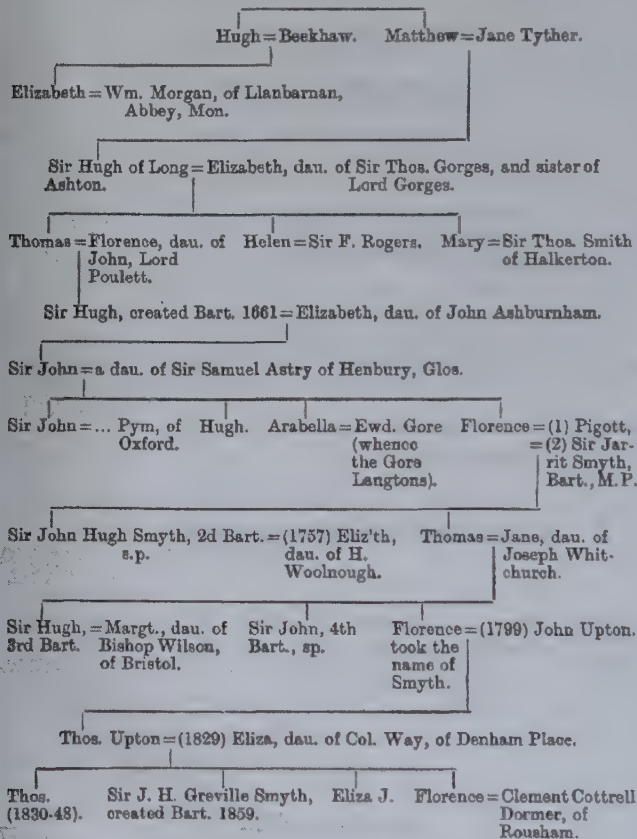 Hugh=Beekhaw. Matthew=Jane Tyther.
Elizabeth=Wm. Morgan, of Llanbarnan,
Abbey, Mon.
Sir Hugh of Long=Elizabeth, dau. of Sir Thos. Gorges, and sister of
Ashton. Lord Gorges.
Thomas=Florence, dau. of Helen=Sir F. Rogers. Mary=Sir Thos. Smith
John, Lord of Halkerton.
Poulett.
Sir Hugh, created Bart. 1661=Elizabeth, dau. of John Ashburnham.
Sir John=a dau. of Sir Samuel Astry of Henbury, Glos.
Sir John=... Pym, of Hugh. Arabella=Ewd. Gore Florence=(1) Pigott,
Oxford. (whence =(2) Sir Jar-
the Gore rit Smyth,
Langtons). Bart., M.P.
Sir John Hugh Smyth, 2d Bart.=(1757) Eliz'th, Thomas=Jane, dau. of
s.p. dau. of H. Joseph Whit-
Woolnough. church.
Sir Hugh,=Margt., dau. of Sir John, 4th Florence=(1799) John Upton.
3rd Bart. Bishop Wilson, Bart., sp. took the
of Bristol. name of
Smyth.
Thos. Upton=(1829) Eliza, dau. of Col. Way, of Denham Place.
Thos. Sir J. H. Greville Smyth, Eliza J. Florence=Clement Cottrell
(1830-48). created Bart. 1859. Dormer, of
Rousham.